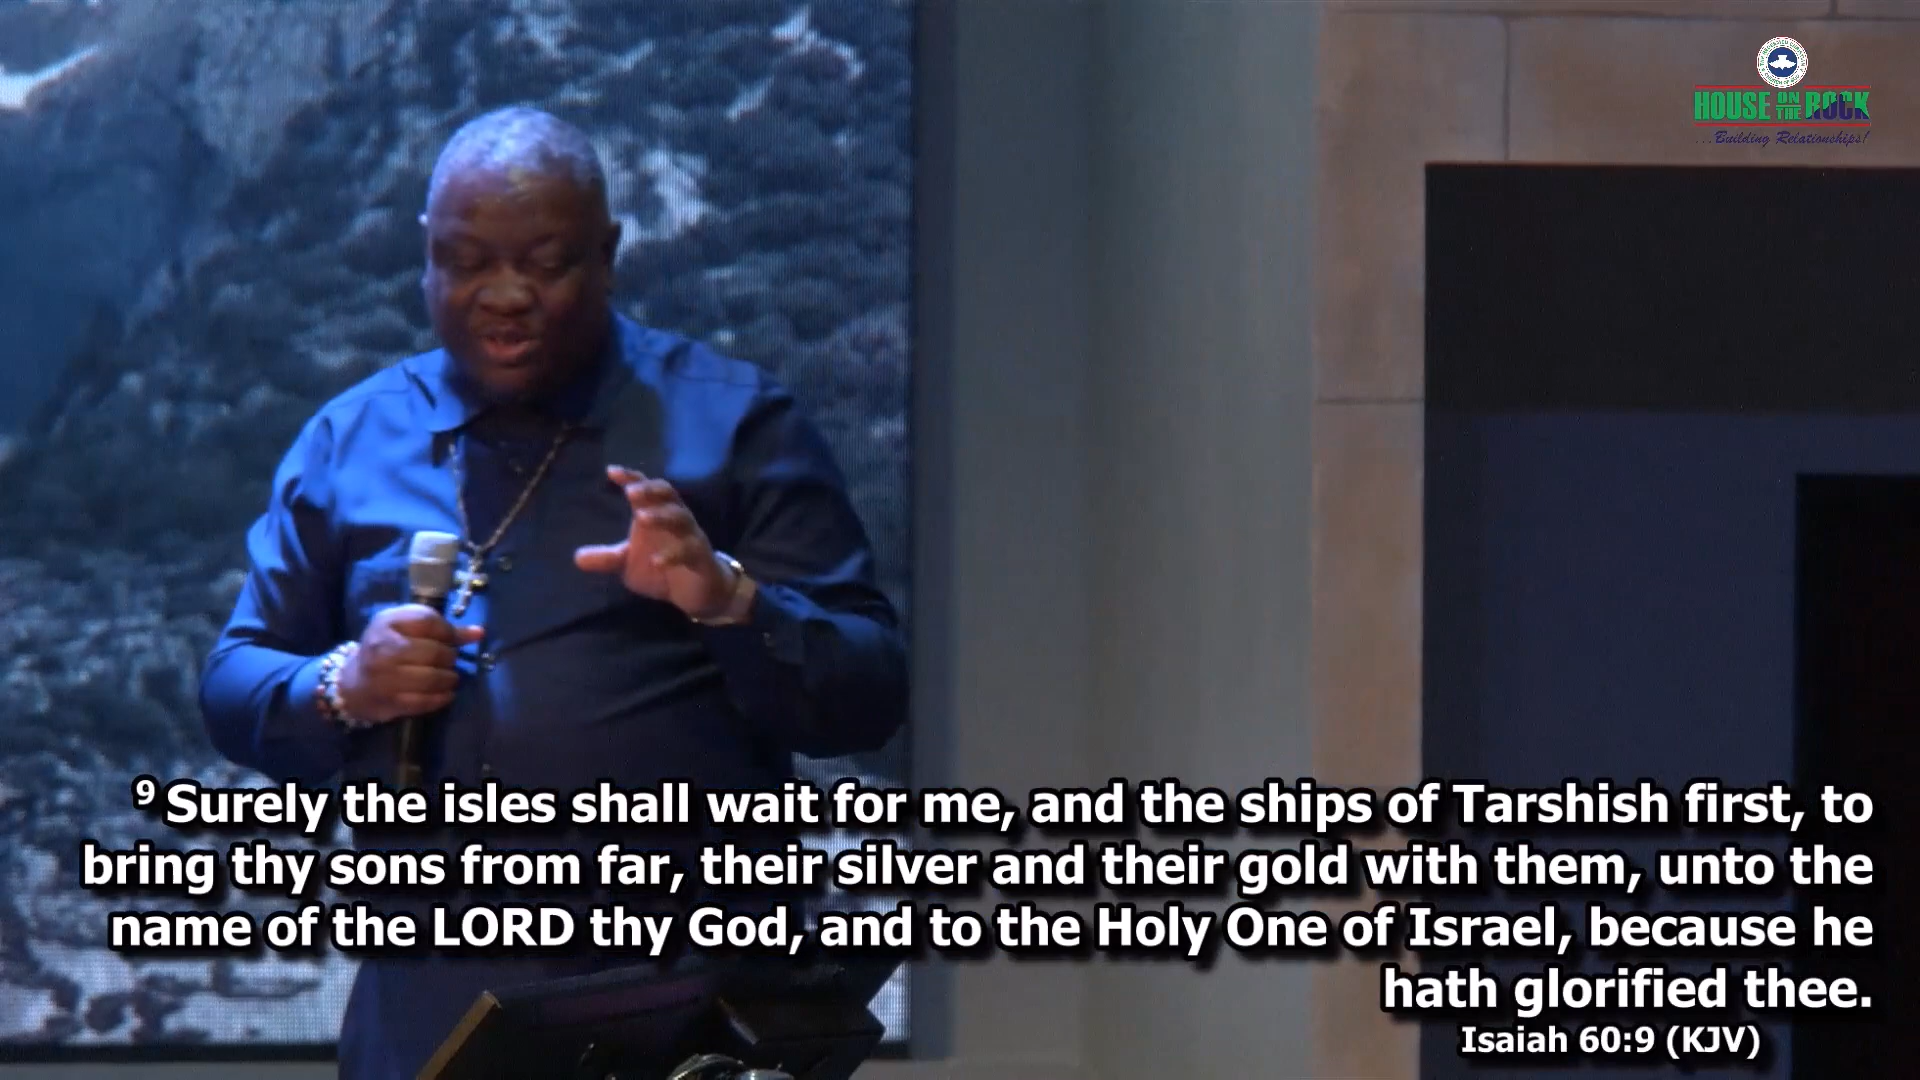 HOUSE ON THE ROCK
...Building Relationships!
9 Surely the isles shall wait for me, and the ships of Tarshish first, to
bring thy sons from far, their silver and their gold with them, unto the
name of the LORD thy God, and to the Holy One of Israel, because he
hath glorified thee.
Isaiah 60:9 (KJV)